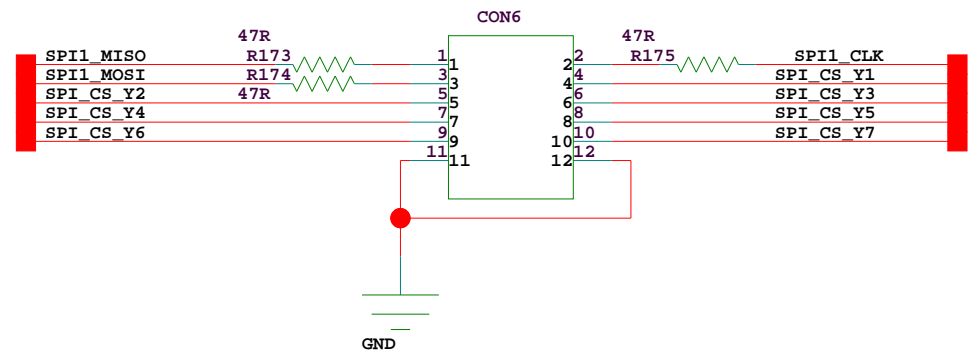 CON6
47R 47R
SPI1_MISO R173 1 1 2 2 R175 SPI1_CLK
SPI1_MOSI R174 3 3 4 4 SPI_CS_Y1
SPI_CS_Y2 47R 5 5 6 6 SPI_CS_Y3
SPI_CS_Y4 7 7 8 8 SPI_CS_Y5
SPI_CS_Y6 9 9 10 10 SPI_CS_Y7
11 11 12 12
GND